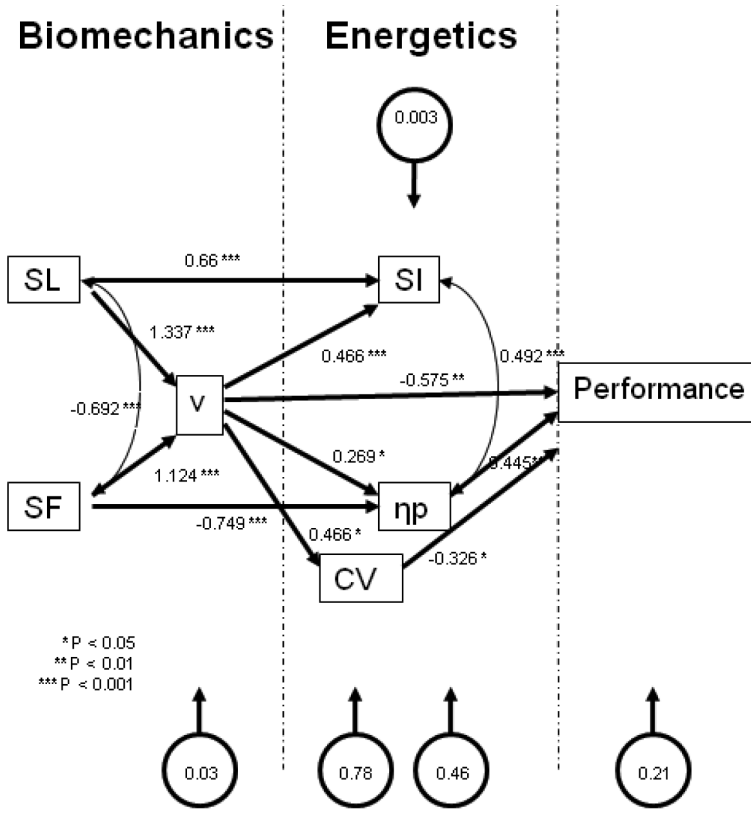 Biomechanics
Energetics
0.003
SL
0.66 ***
SI
1.337 ***
0.466 ***
0.492 ***
-0.575 **
Performance
-0.692 ***
v
0.269 *
1.124 ***
SF
-0.749 ***
ηp
0.466 *
CV
-0.326 *
* P < 0.05
** P < 0.01
*** P < 0.001
0.03
0.78
0.46
0.21